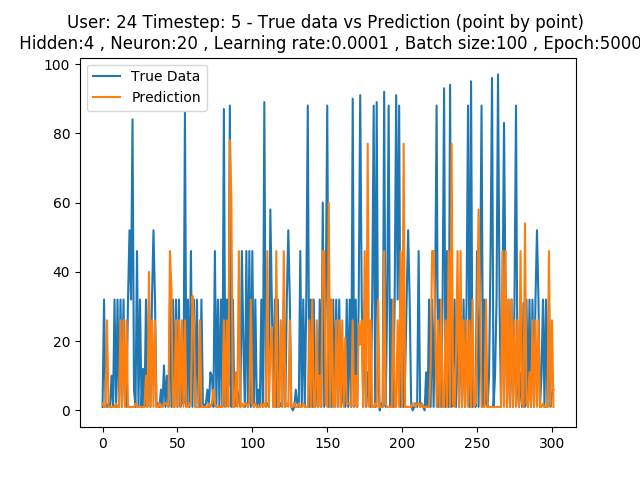 User: 24 Timestep: 5 - True data vs Prediction (point by point)
Hidden:4 , Neuron:20 , Learning rate:0.0001 , Batch size:100 , Epoch:5000
100
80
60
40
20
0
True Data
Prediction
0 50 100 150 200 250 300